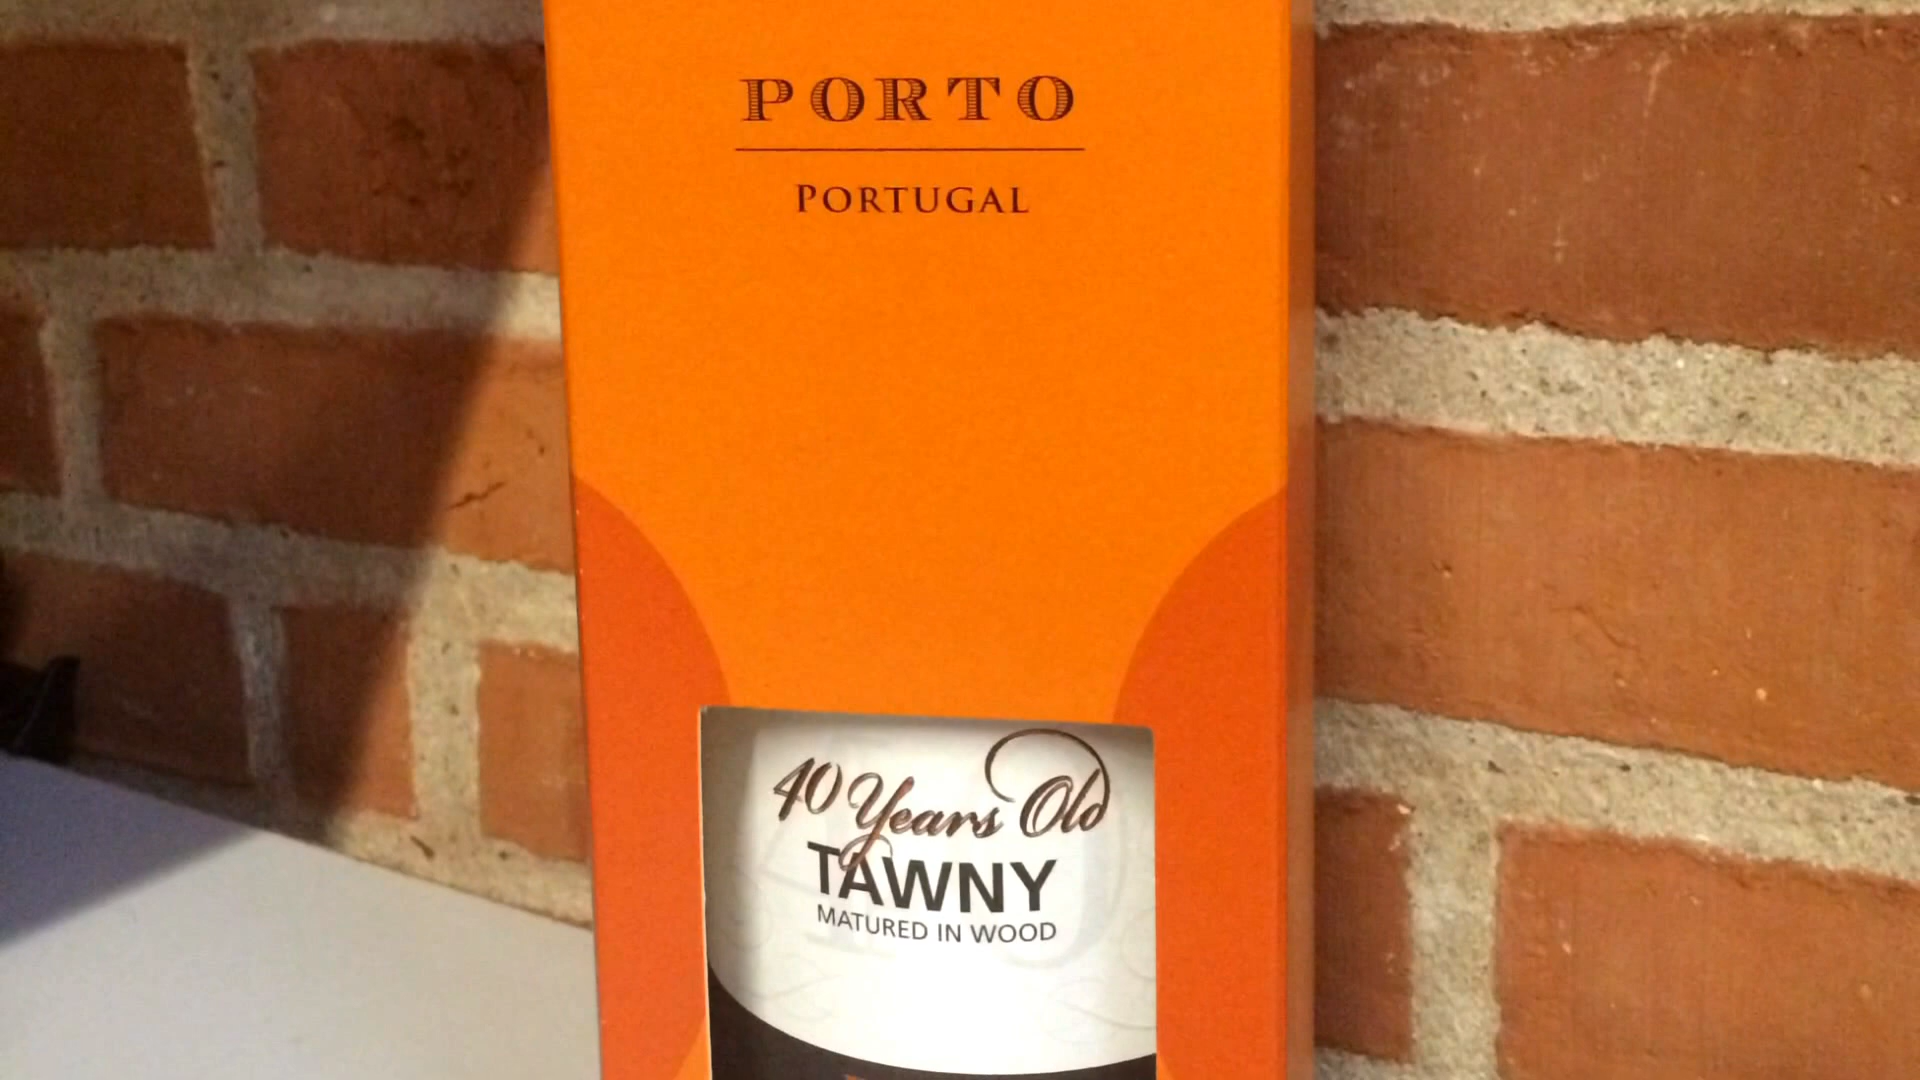 PORTO
PORTUGAL
40 Years Old
TAWNY
MATURED IN WOOD